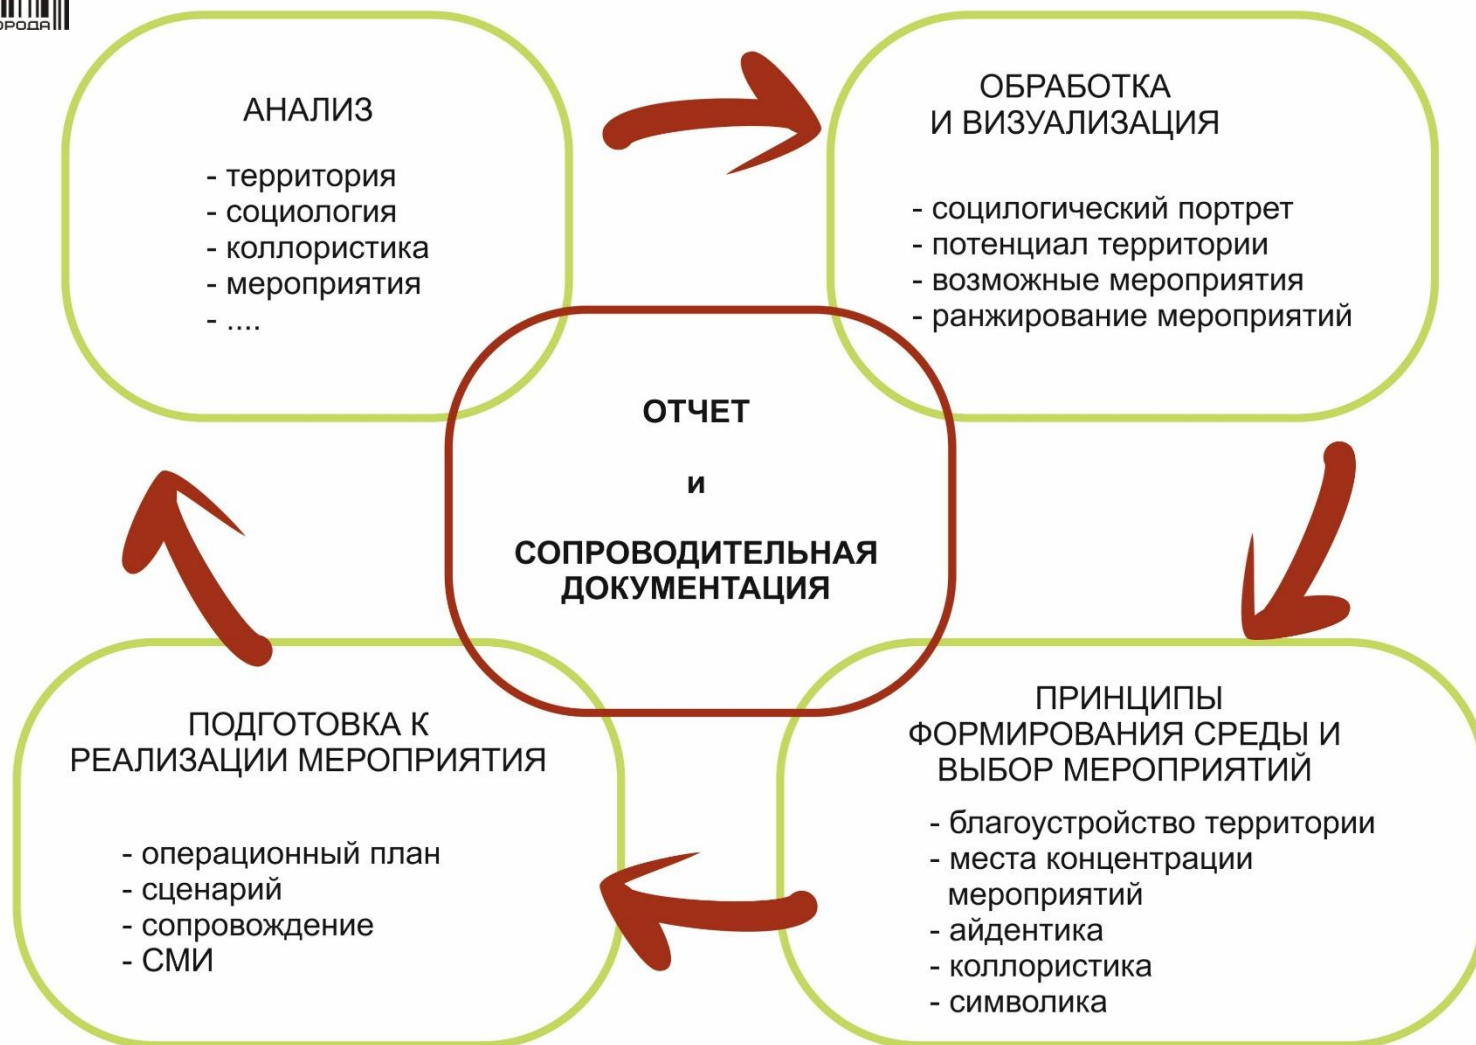 АНАЛИЗ
- территория
- социология
- коллористика
- мероприятия
- ....
ОБРАБОТКА
И ВИЗУАЛИЗАЦИЯ
- социлогический портрет
- потенциал территории
- возможные мероприятия
- ранжирование мероприятий
ОТЧЕТ
и
СОПРОВОДИТЕЛЬНАЯ
ДОКУМЕНТАЦИЯ
ПРИНЦИПЫ
ФОРМИРОВАНИЯ СРЕДЫ И
ВЫБОР МЕРОПРИЯТИЙ
- благоустройство территории
- места концентрации
мероприятий
- айдентика
- коллористика
- символика
ПОДГОТОВКА К
РЕАЛИЗАЦИИ МЕРОПРИЯТИЯ
- операционный план
- сценарий
- сопровождение
- СМИ